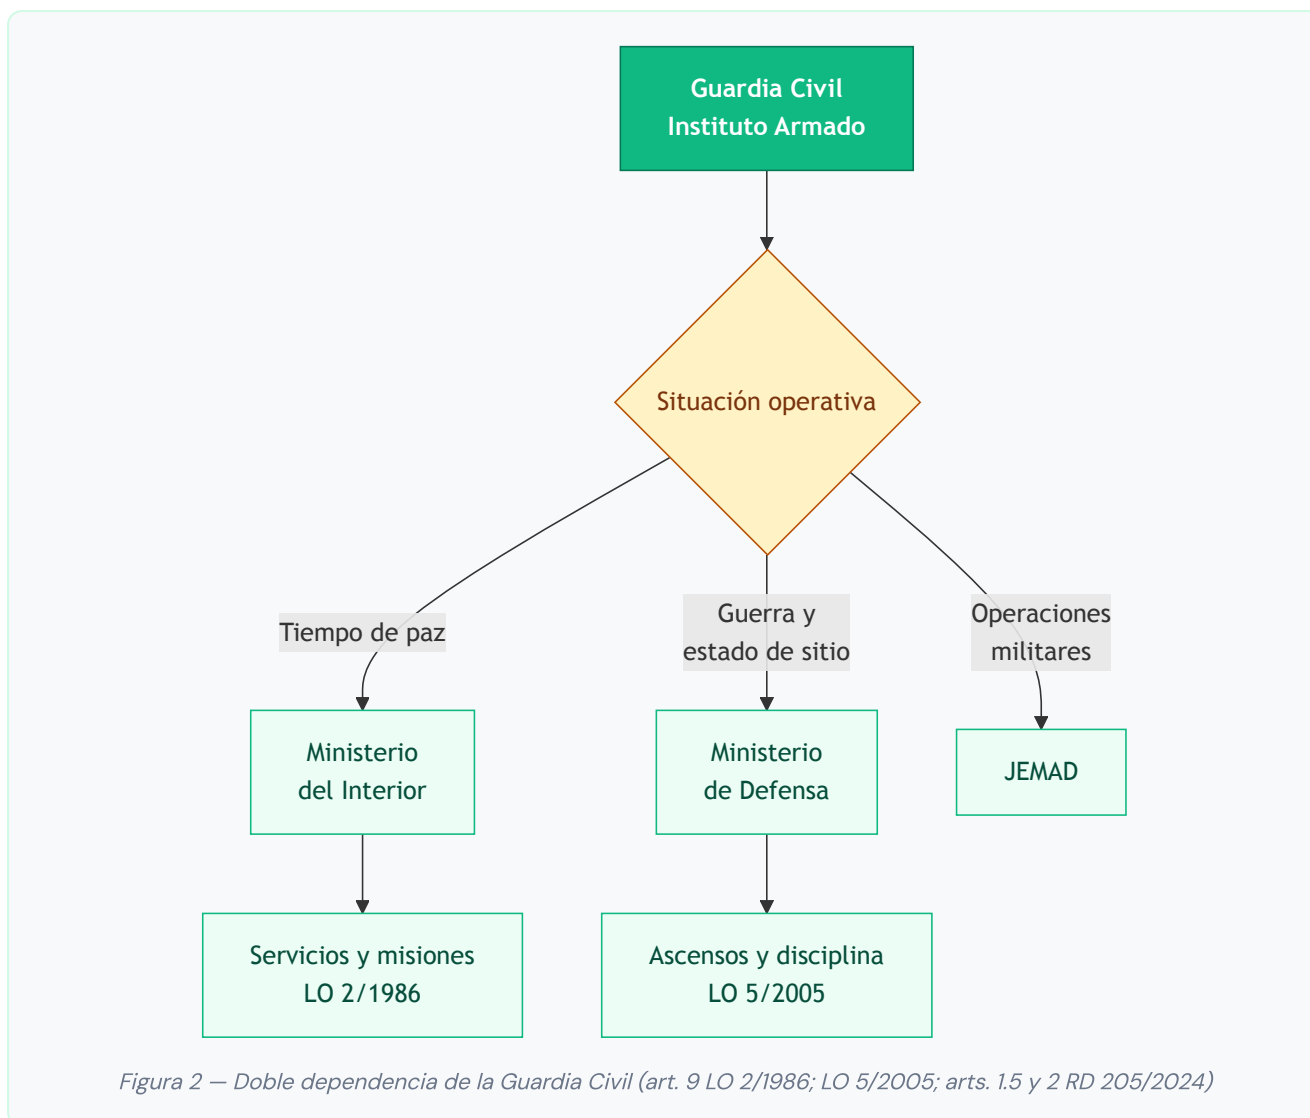 Guardia Civil
Instituto Armado
Situación operativa
Tiempo de paz
Guerra y
estado de sitio
Operaciones
militares
Ministerio
del Interior
Ministerio
de Defensa
JEMAD
Servicios y misiones
LO 2/1986
Ascensos y disciplina
LO 5/2005
Figura 2 — Doble dependencia de la Guardia Civil (art. 9 LO 2/1986; LO 5/2005; arts. 1.5 y 2 RD 205/2024)